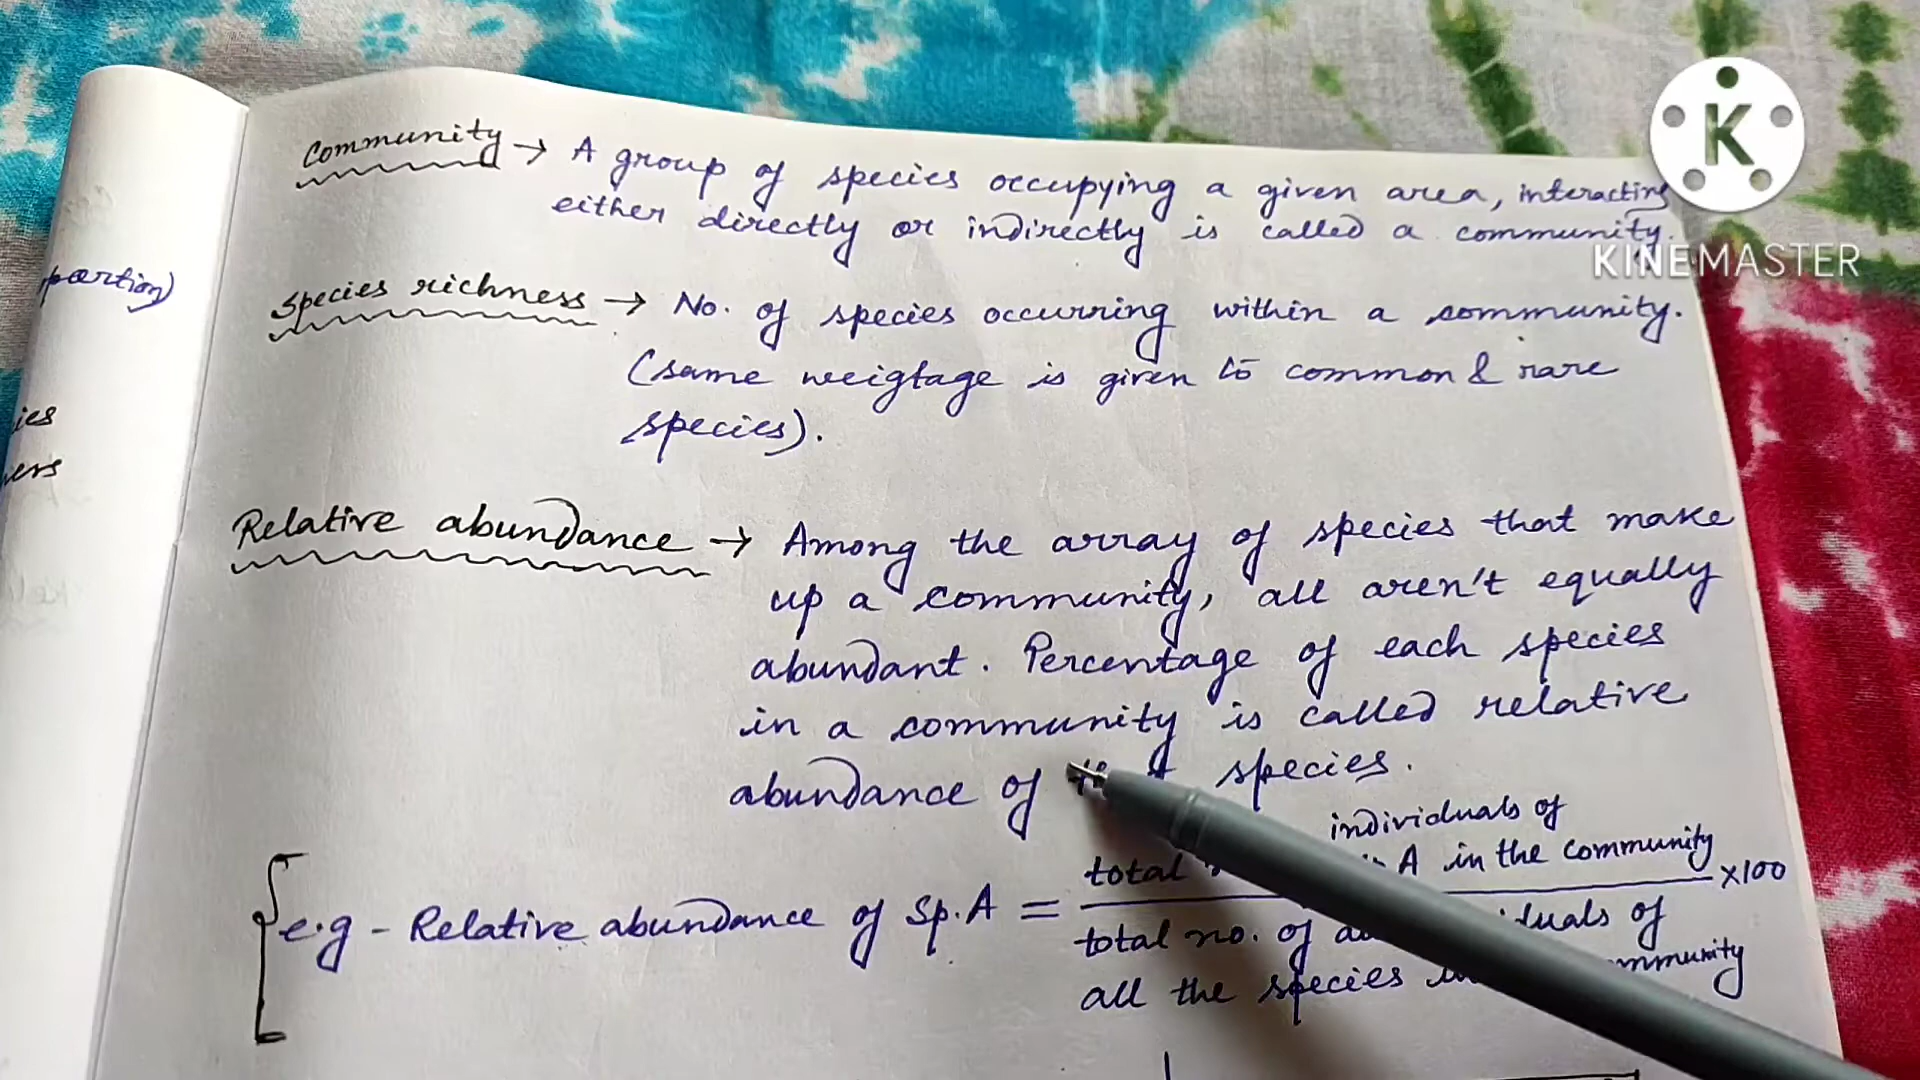 Community → A group of species occupying a given area, interacting
either directly or indirectly is called a community.
Species richness → No. of species occurring within a community.
(same weigtage is given to common & rare
species).
Relative abundance → Among the array of species that make
up a community, all aren't equally
abundant. Percentage of each species
in a community is called relative
abundance of species.
individuals of
total A in the community
e.g - Relative abundance of Sp. A = ×100
total no. of
all the species
K
KINEMASTER